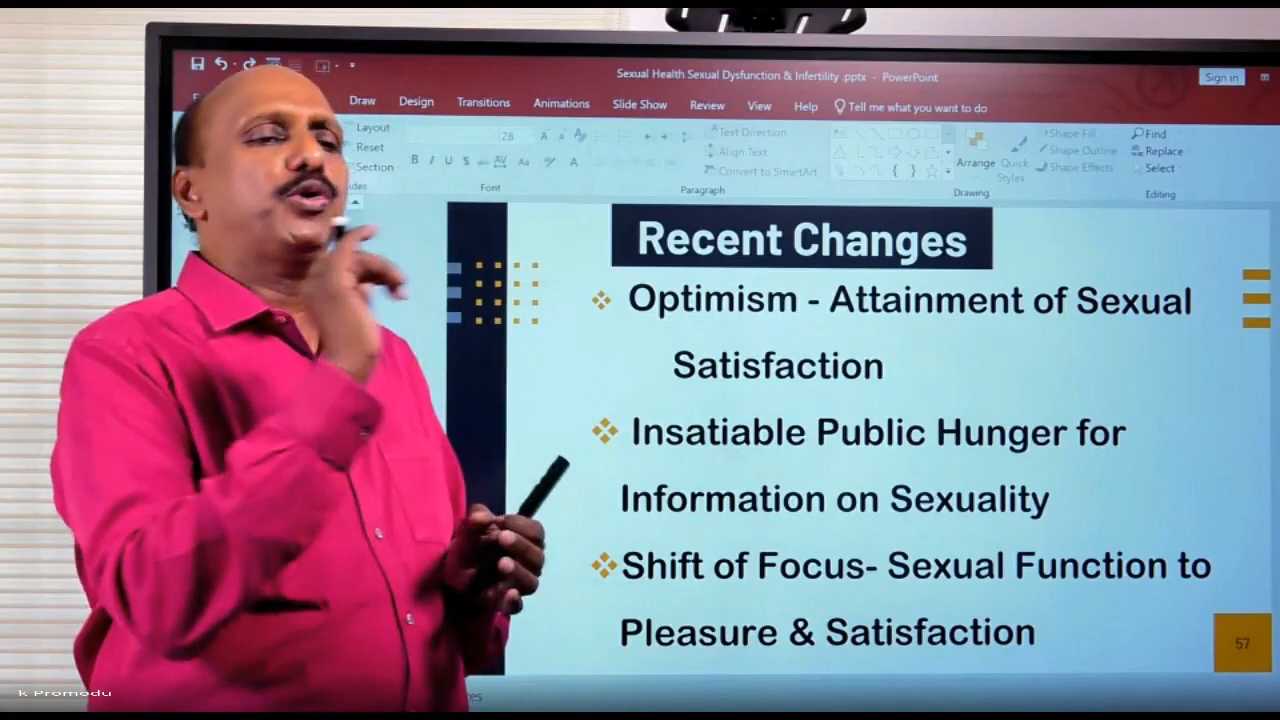 Sexual Health Sexual Dysfunction & Infertility .pptx - PowerPoint
Sign in
Draw Design Transitions Animations Slide Show Review View Help Tell me what you want to do
Layout
Reset
Section
28
B I U S abc AV A
Font
Text Direction
Align Text
Convert to SmartArt
Paragraph
Arrange
Quick
Styles
Shape Fill
Shape Outline
Shape Effects
Drawing
Find
Replace
Select
Editing
Recent Changes
Optimism - Attainment of Sexual
Satisfaction
Insatiable Public Hunger for
Information on Sexuality
Shift of Focus- Sexual Function to
Pleasure & Satisfaction
57
k Promodu